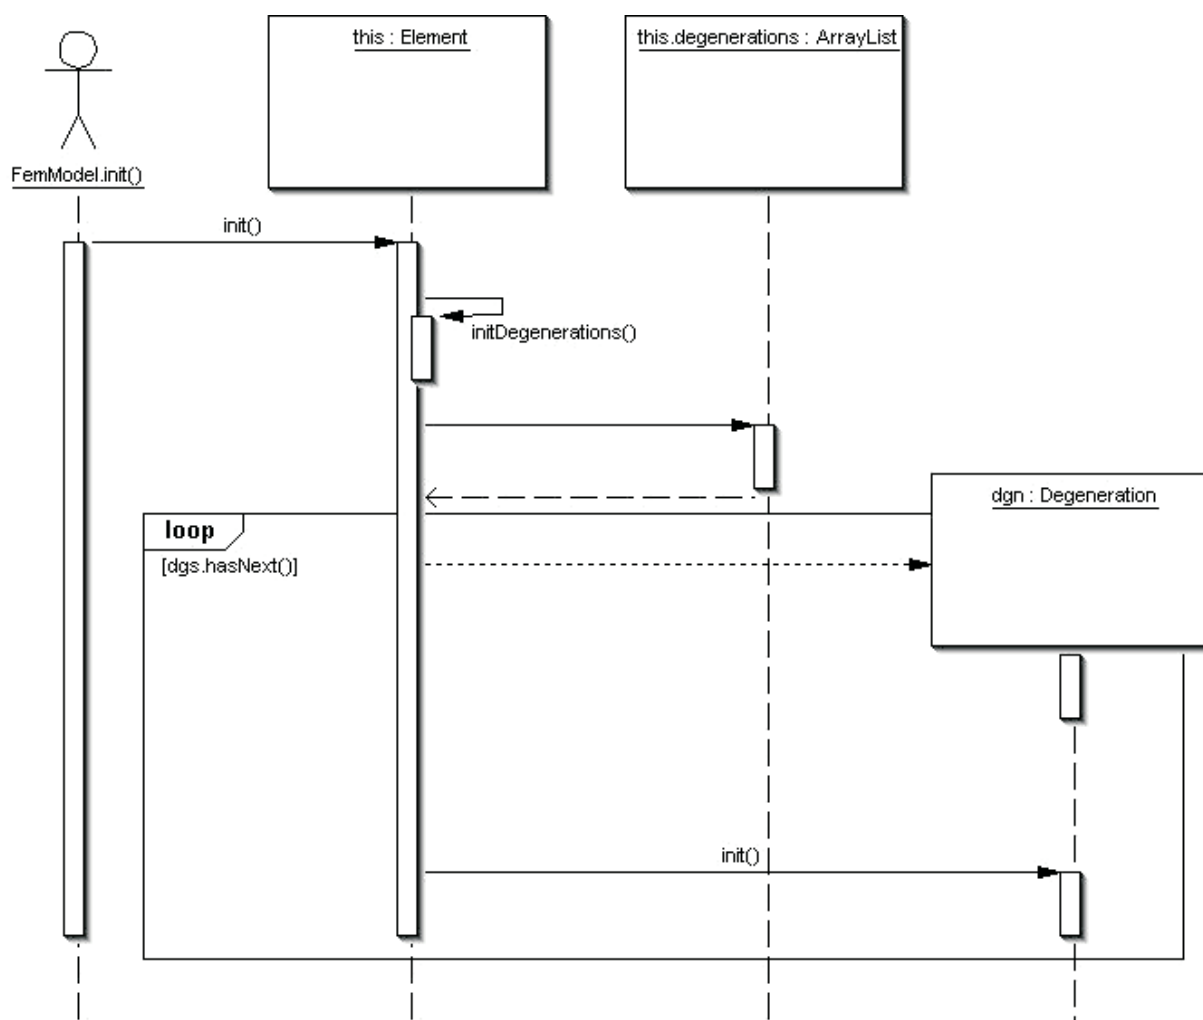 this : Element
this.degenerations : ArrayList
FemModel.init()
init()
initDegenerations()
dgn : Degeneration
loop
[dgs.hasNext()]
init()